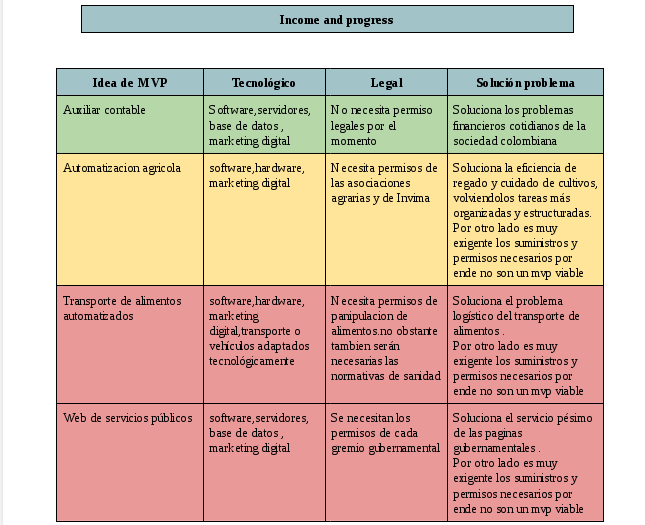 Income and progress
Idea de MVP
Tecnológico
Legal
Solución problema
Auxiliar contable
Software,servidores,
base de datos ,
marketing digital
No necesita permiso
legales por el
momento
Soluciona los problemas
financieros cotidianos de la
sociedad colombiana
Automatizacion agricola
software,hardware,
marketing digital
Necesita permisos de
las asociaciones
agrarias y de Invima
Soluciona la eficiencia de
regado y cuidado de cultivos,
volviendolos tareas más
organizadas y estructuradas.
Por otro lado es muy
exigente los suministros y
permisos necesarios por
ende no son un mvp viable
Transporte de alimentos
automatizados
software,hardware,
marketing
digital,transporte o
vehículos adaptados
tecnológicamente
Necesita permisos de
panipulacion de
alimentos.no obstante
tambien serán
necesarias las
normativas de sanidad
Soluciona el problema
logístico del transporte de
alimentos .
Por otro lado es muy
exigente los suministros y
permisos necesarios por
ende no son un mvp viable
Web de servicios públicos
software,servidores,
base de datos ,
marketing digital
Se necesitan los
permisos de cada
gremio gubernamental
Soluciona el servicio pésimo
de las paginas
gubernamentales .
Por otro lado es muy
exigente los suministros y
permisos necesarios por
ende no son un mvp viable